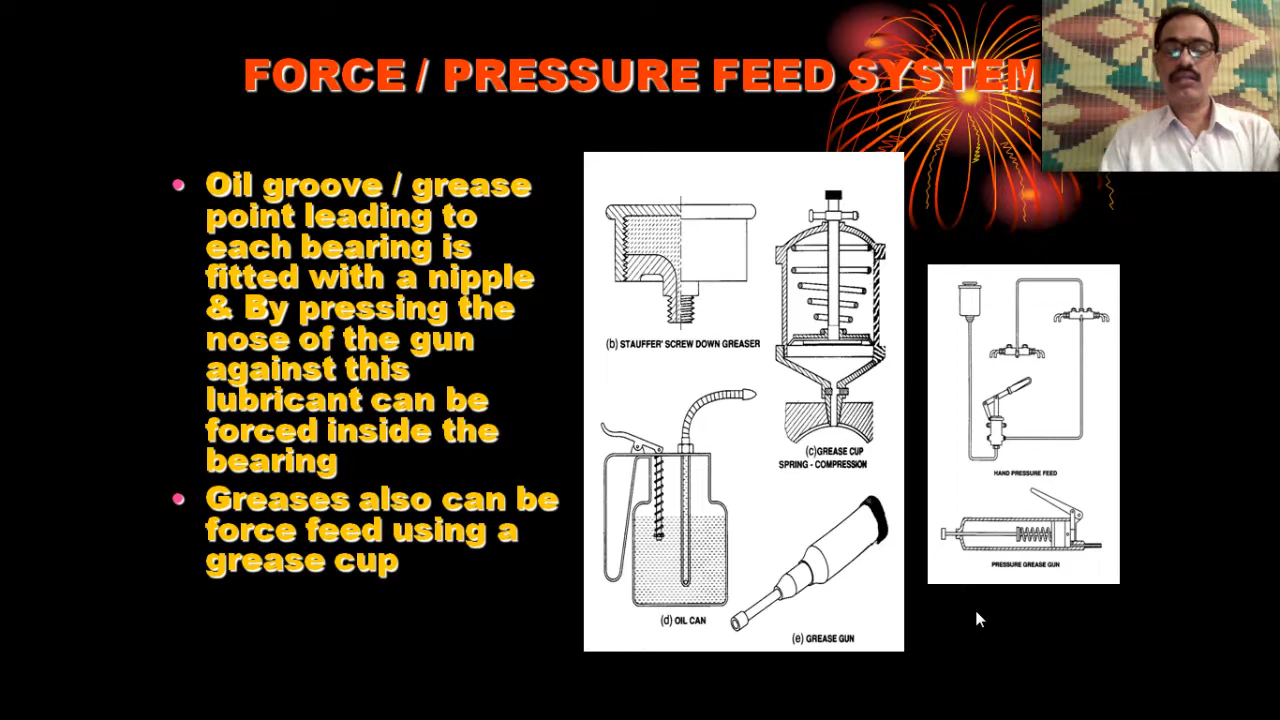 FORCE / PRESSURE FEED SYSTEM
• Oil groove / grease
point leading to
each bearing is
fitted with a nipple
& By pressing the
nose of the gun
against this
lubricant can be
forced inside the
bearing
• Greases also can be
force feed using a
grease cup
(b) STAUFFER' SCREW DOWN GREASER
(c) GREASE CUP
SPRING - COMPRESSION
(d) OIL CAN
(e) GREASE GUN
HAND PRESSURE FEED
PRESSURE GREASE GUN